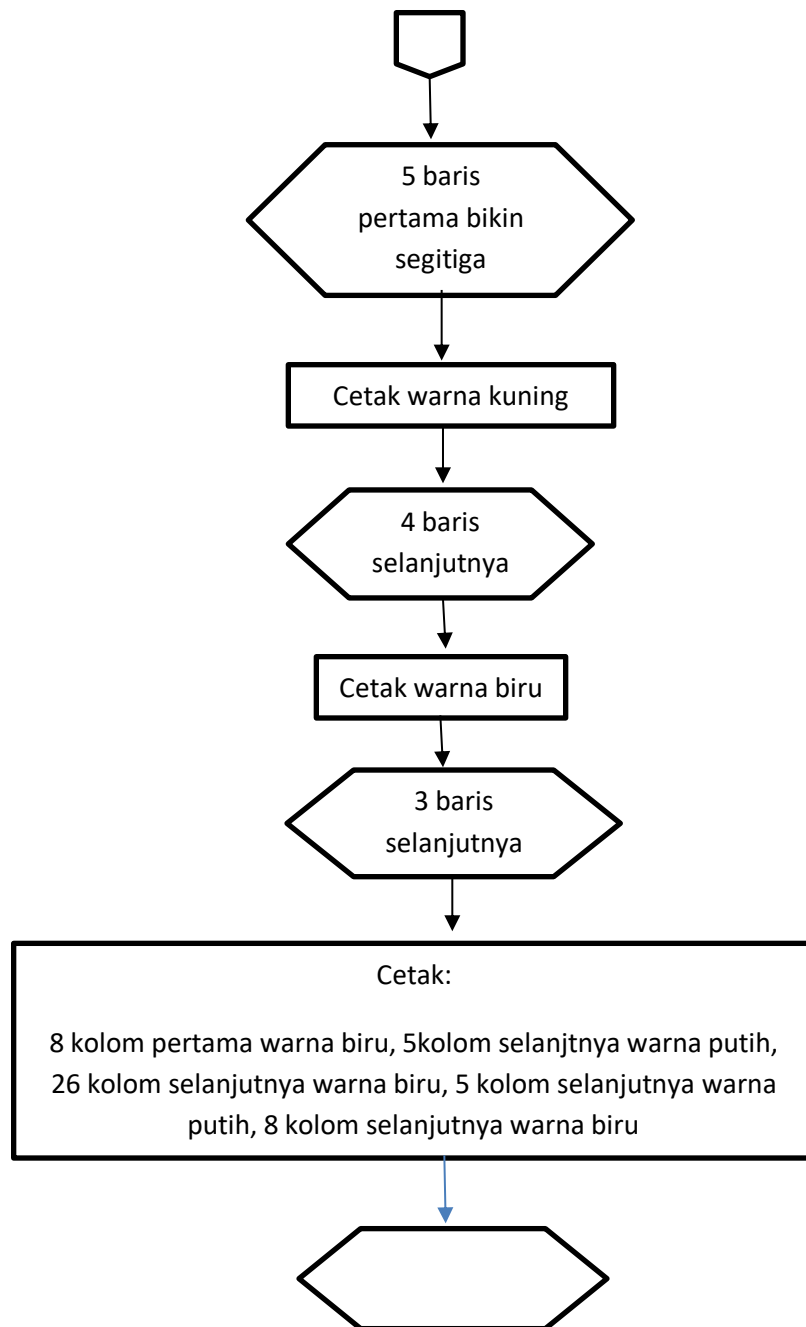 5 baris
pertama bikin
segitiga
Cetak warna kuning
4 baris
selanjutnya
Cetak warna biru
3 baris
selanjutnya
Cetak:
8 kolom pertama warna biru, 5kolom selanjtnya warna putih,
26 kolom selanjutnya warna biru, 5 kolom selanjutnya warna
putih, 8 kolom selanjutnya warna biru